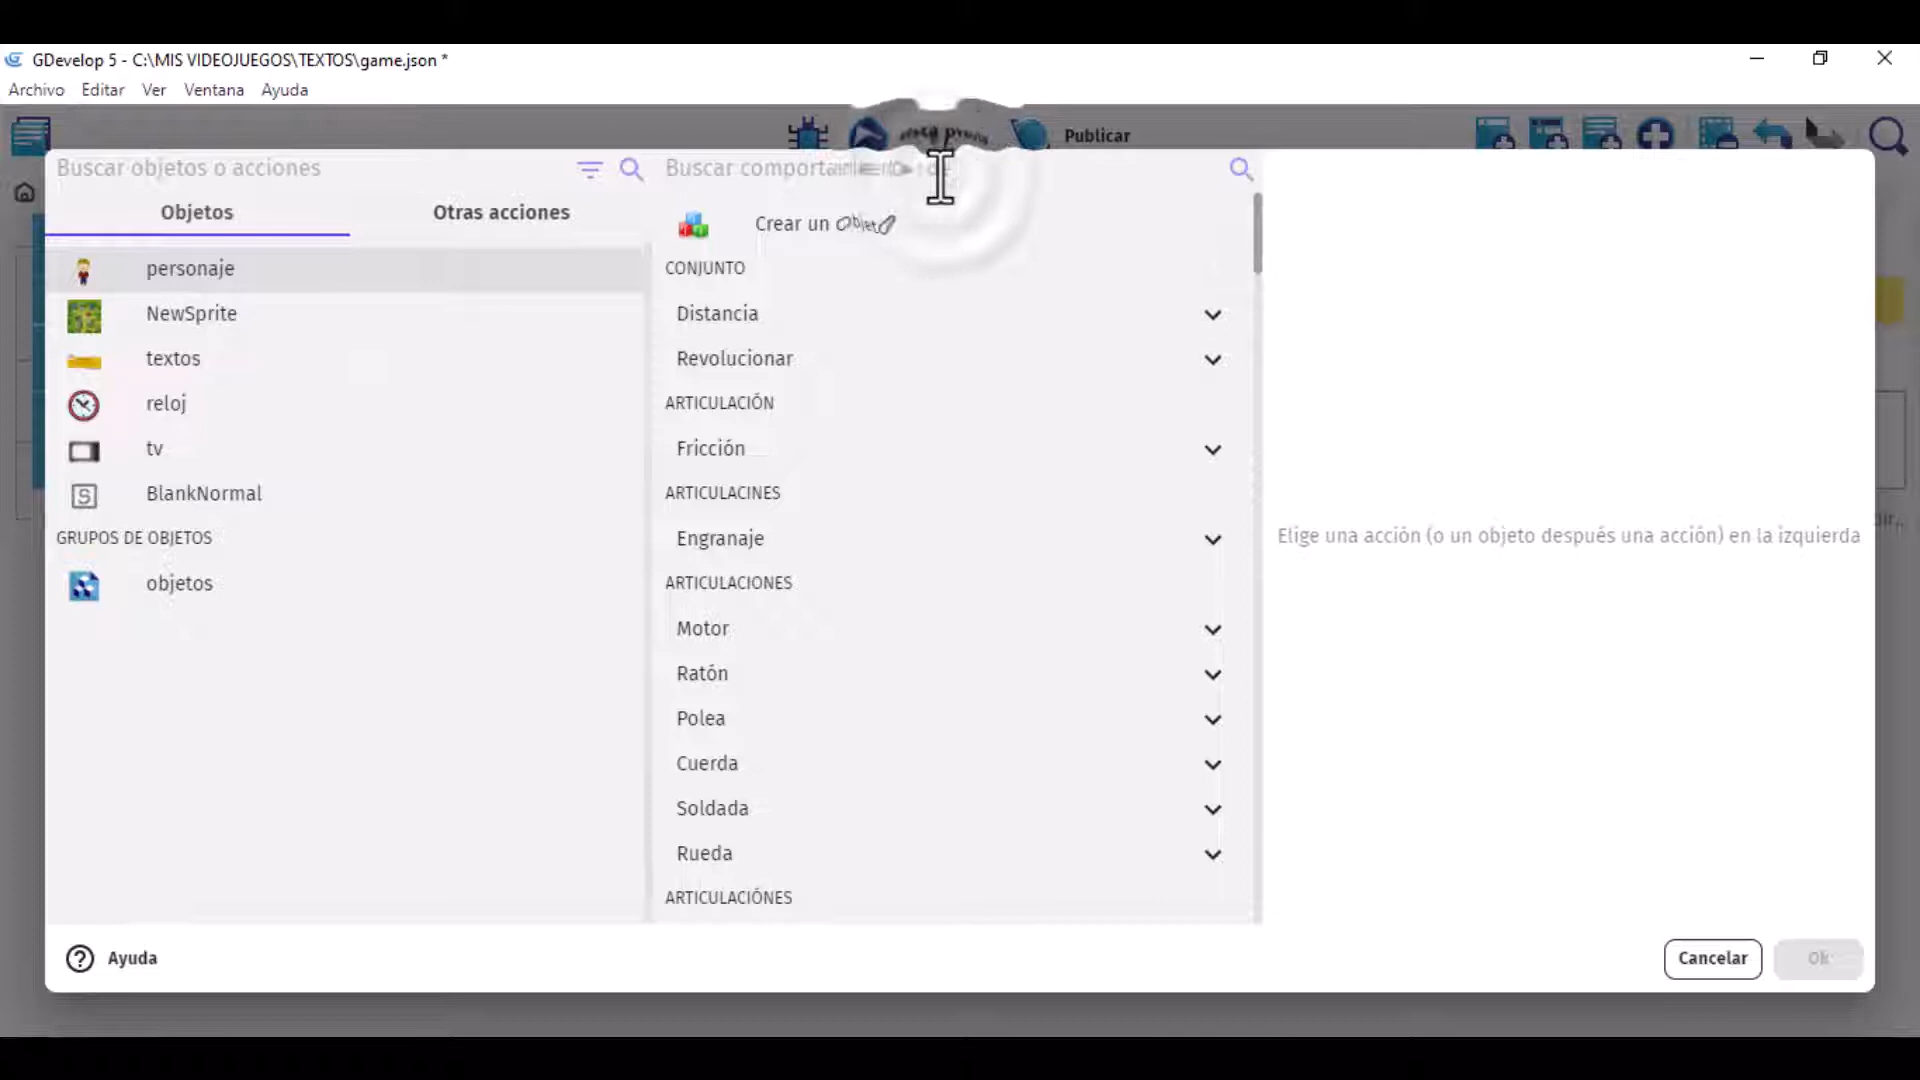 GDevelop 5 - C:\MIS VIDEOJUEGOS\TEXTOS\game.json *
Archivo Editar Ver Ventana Ayuda
Publicar
Buscar objetos o acciones
Objetos Otras acciones
personaje
NewSprite
textos
reloj
tv
BlankNormal
GRUPOS DE OBJETOS
objetos
Buscar
Crear un Objeto
CONJUNTO
Distancia
Revolucionar
ARTICULACIÓN
Fricción
ARTICULACINES
Engranaje
ARTICULACIONES
Motor
Ratón
Polea
Cuerda
Soldada
Rueda
ARTICULACIÓNES
Elige una acción (o un objeto después una acción) en la izquierda
Ayuda
Cancelar Ok